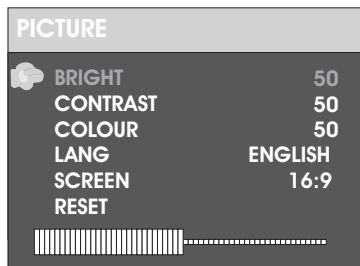 PICTURE
BRIGHT 50
CONTRAST 50
COLOUR 50
LANG ENGLISH
SCREEN 16:9
RESET